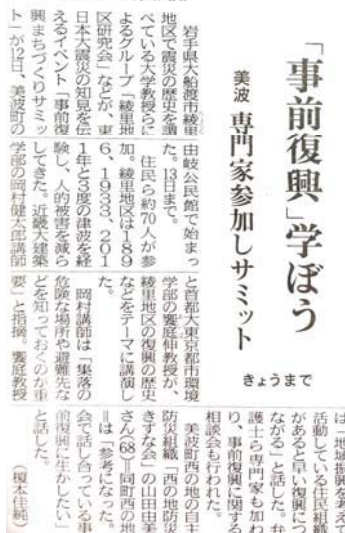 「事前復興」学ぼう
美波 専門家参加しサミット
きょうまで
岩手県大船渡市綾里
地区で震災の歴史を調
べている大学教授らに
よるグループ「綾里地
区研究会」などが、東
日本大震災の知見を伝
えるイベント「事前復
興まちづくりサミッ
ト」が12日、美波町の
由岐公民館で始まっ
た。13日まで。
住民ら約70人が参
加。綾里地区は189
6、1933、201
1年と3度の津波を経
験し、人的被害を減ら
してきた。近畿大建築
学部の岡村健太郎講師
と首都大東京都市環境
学部の饗庭伸教授が、
綾里地区の復興の歴史
などをテーマに講演し
た。
岡村講師は「集落の
危険な場所や避難先な
どを知っておくのが重
要」と指摘。饗庭教授
は「地域振興を考えて
活動している住民組織
があると早い復興につ
ながる」と話した。弁
護士ら専門家も加わ
り、事前復興に関する
相談会も行われた。
美波町西の地の自主
防災組織「西の地防災
きずな会」の山田由美
さん(68)=同町西の地
=は「参考になった。
会で話し合っている事
前復興に生かしたい」
と話した。
(榎本佳純)